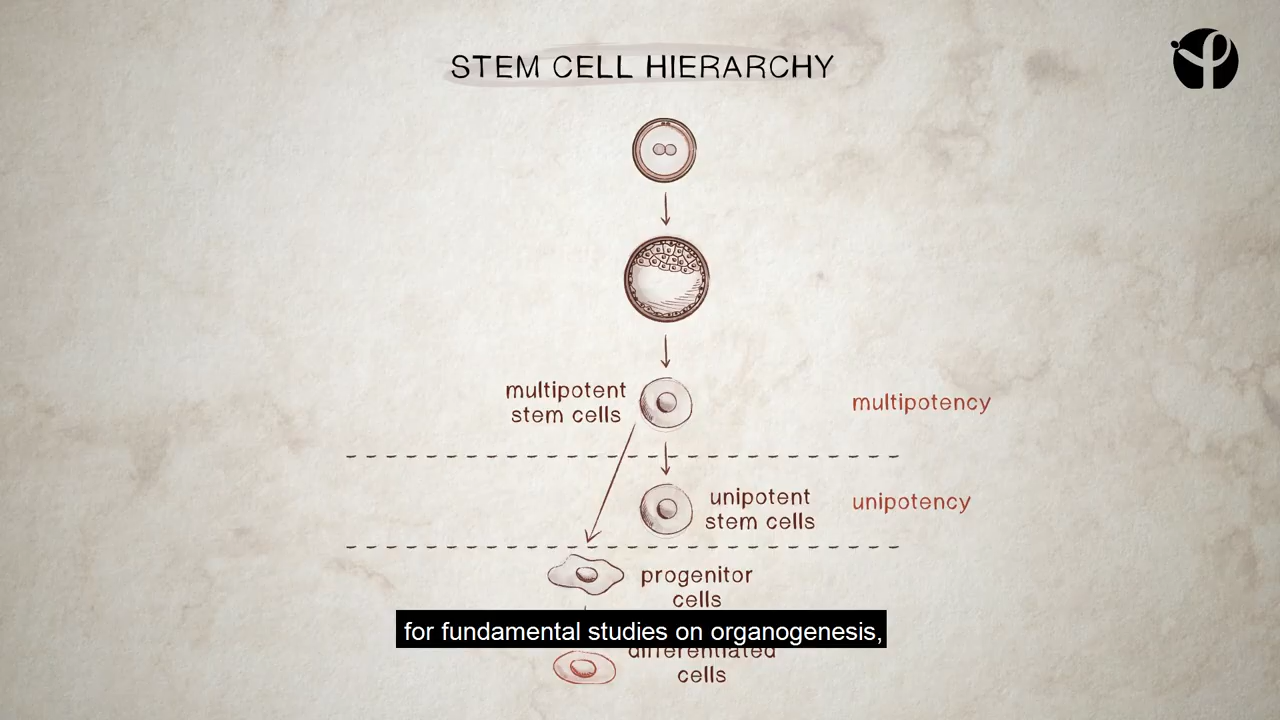 STEM CELL HIERARCHY
multipotent
stem cells
multipotency
unipotent
stem cells
unipotency
progenitor
cells
for fundamental studies on organogenesis,
differentiated
cells